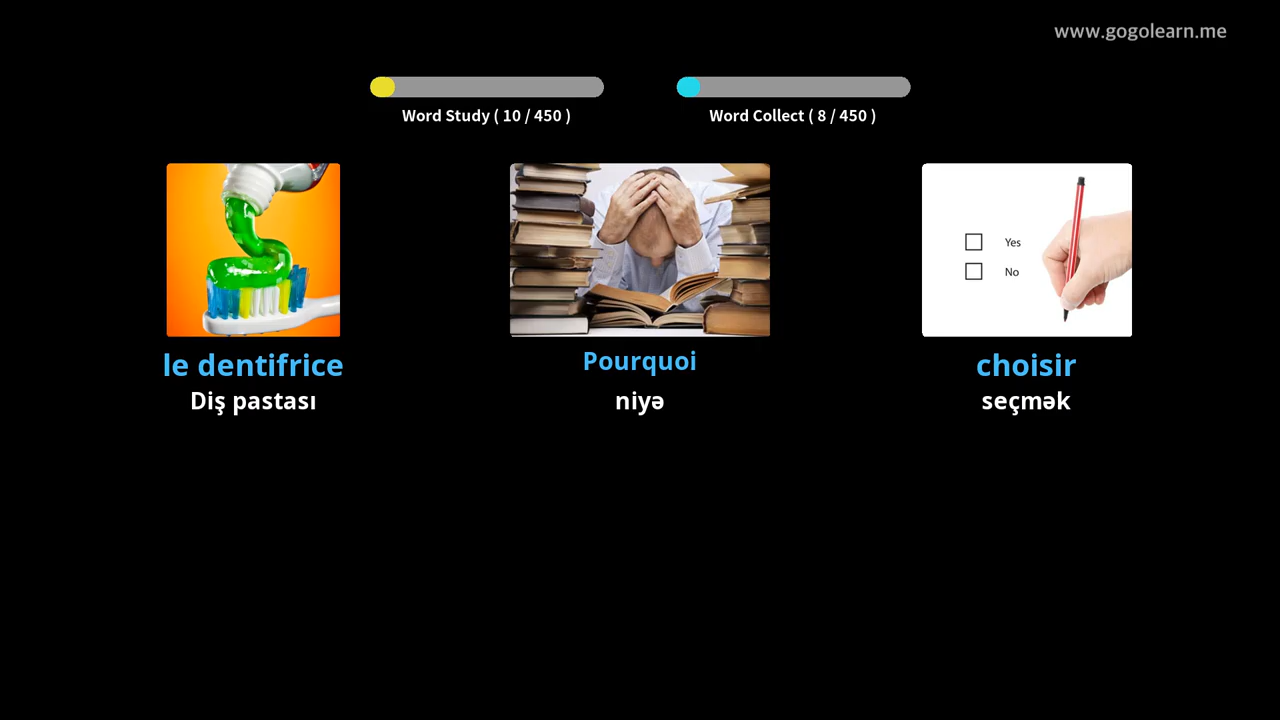 www.gogolearn.me
Word Study ( 10 / 450 )
Word Collect ( 8 / 450 )
Yes
No
le dentifrice
Diş pastası
Pourquoi
niyə
choisir
seçmək